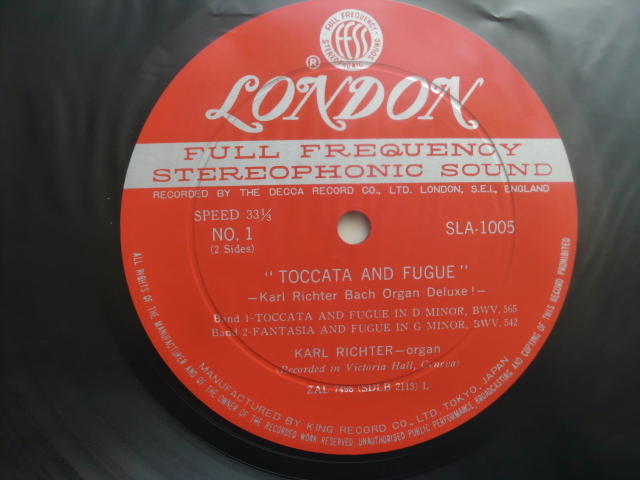 FULL FREQUENCY
ffss
STEREOPHONIC SOUND
®
LONDON
FULL FREQUENCY
STEREOPHONIC SOUND
RECORDED BY THE DECCA RECORD CO., LTD. LONDON, S.E.I., ENGLAND
SPEED 33⅓
NO. 1
(2 Sides)
SLA-1005
"TOCCATA AND FUGUE"
—Karl Richter Bach Organ Deluxe!—
Band 1-TOCCATA AND FUGUE IN D MINOR, BWV. 565
Band 2-FANTASIA AND FUGUE IN G MINOR, BWV. 542
KARL RICHTER—organ
(Recorded in Victoria Hall, Geneva)
ZAL 7498 (SDLB 2113) L
MANUFACTURED BY KING RECORD CO., LTD, TOKYO, JAPAN
ALL RIGHTS OF THE MANUFACTURER AND OF THE OWNER OF THE RECORDED WORK RESERVED. UNAUTHORISED PUBLIC PERFORMANCE, BROADCASTING AND COPYING OF THIS RECORD PROHIBITED